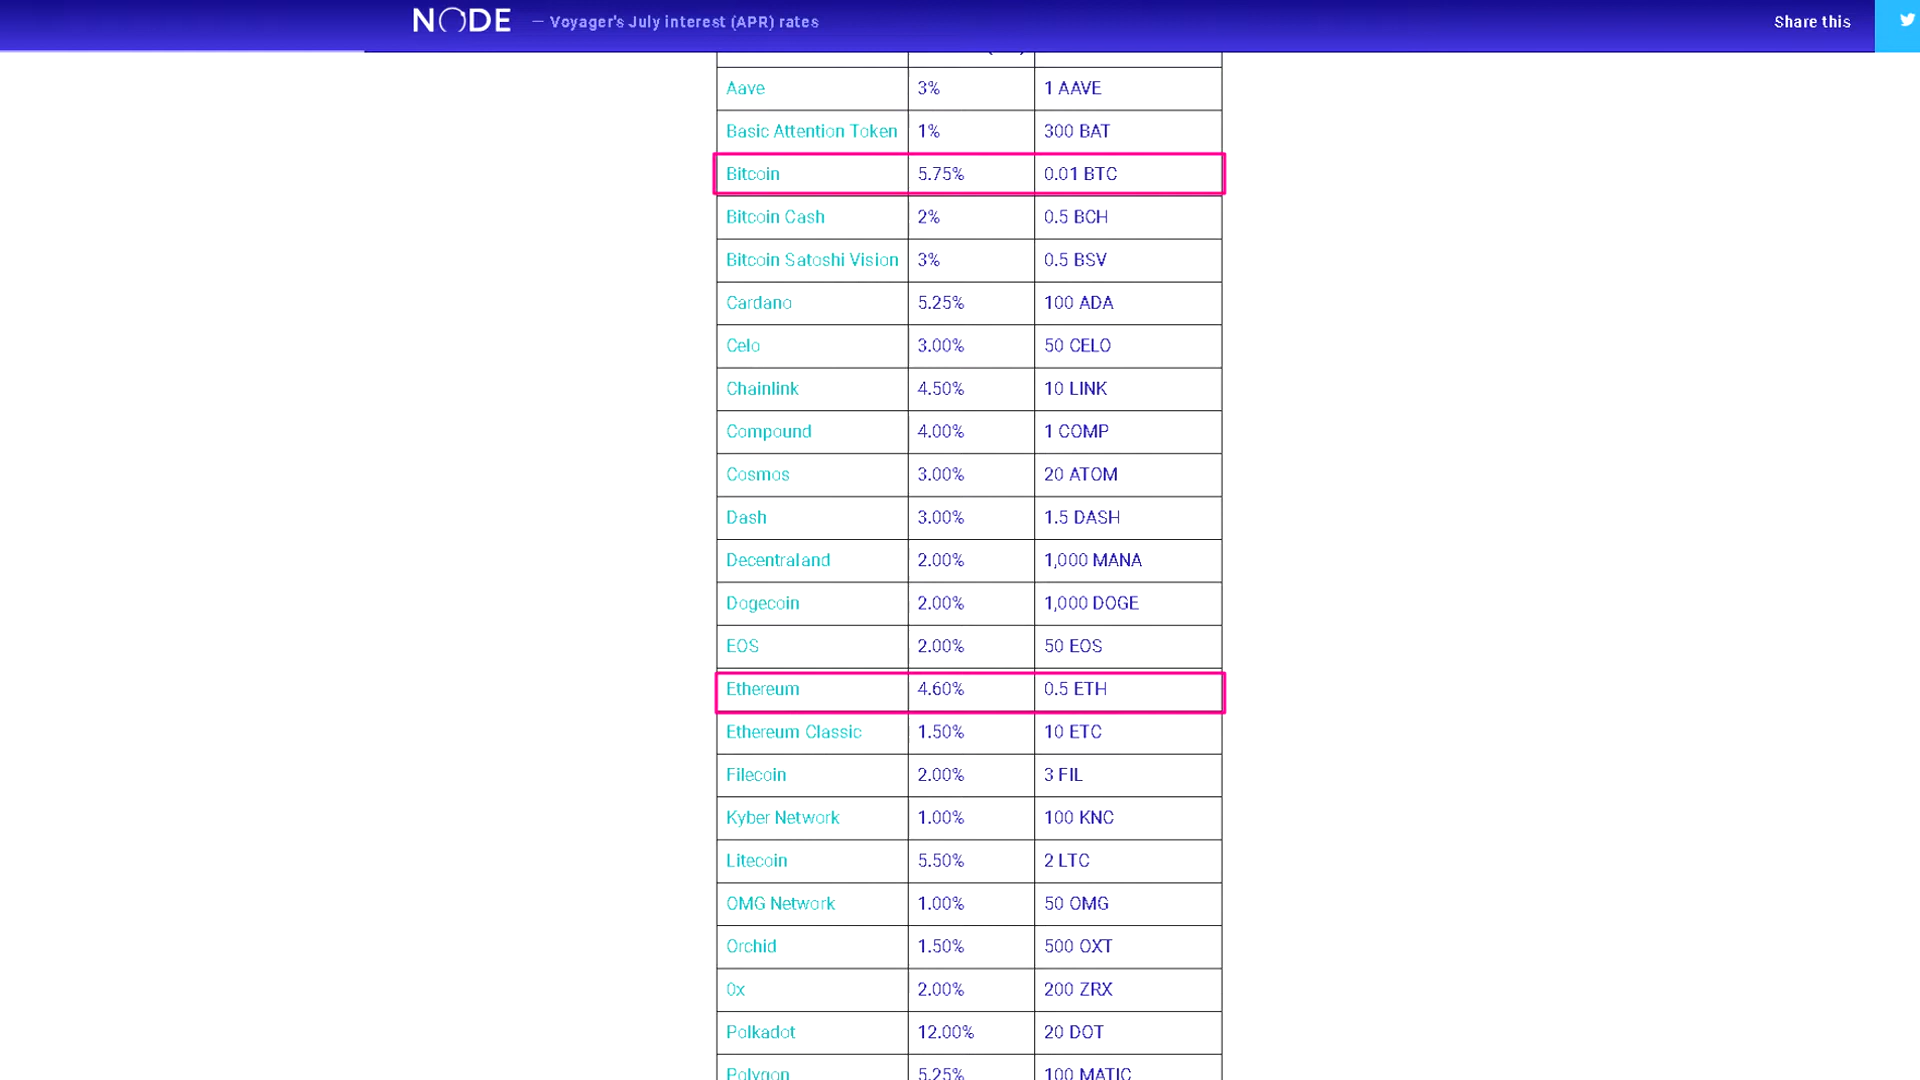 NODE — Voyager's July interest (APR) rates Share this
Aave 3% 1 AAVE
Basic Attention Token 1% 300 BAT
Bitcoin 5.75% 0.01 BTC
Bitcoin Cash 2% 0.5 BCH
Bitcoin Satoshi Vision 3% 0.5 BSV
Cardano 5.25% 100 ADA
Celo 3.00% 50 CELO
Chainlink 4.50% 10 LINK
Compound 4.00% 1 COMP
Cosmos 3.00% 20 ATOM
Dash 3.00% 1.5 DASH
Decentraland 2.00% 1,000 MANA
Dogecoin 2.00% 1,000 DOGE
EOS 2.00% 50 EOS
Ethereum 4.60% 0.5 ETH
Ethereum Classic 1.50% 10 ETC
Filecoin 2.00% 3 FIL
Kyber Network 1.00% 100 KNC
Litecoin 5.50% 2 LTC
OMG Network 1.00% 50 OMG
Orchid 1.50% 500 OXT
0x 2.00% 200 ZRX
Polkadot 12.00% 20 DOT
Polygon 5.25% 100 MATIC